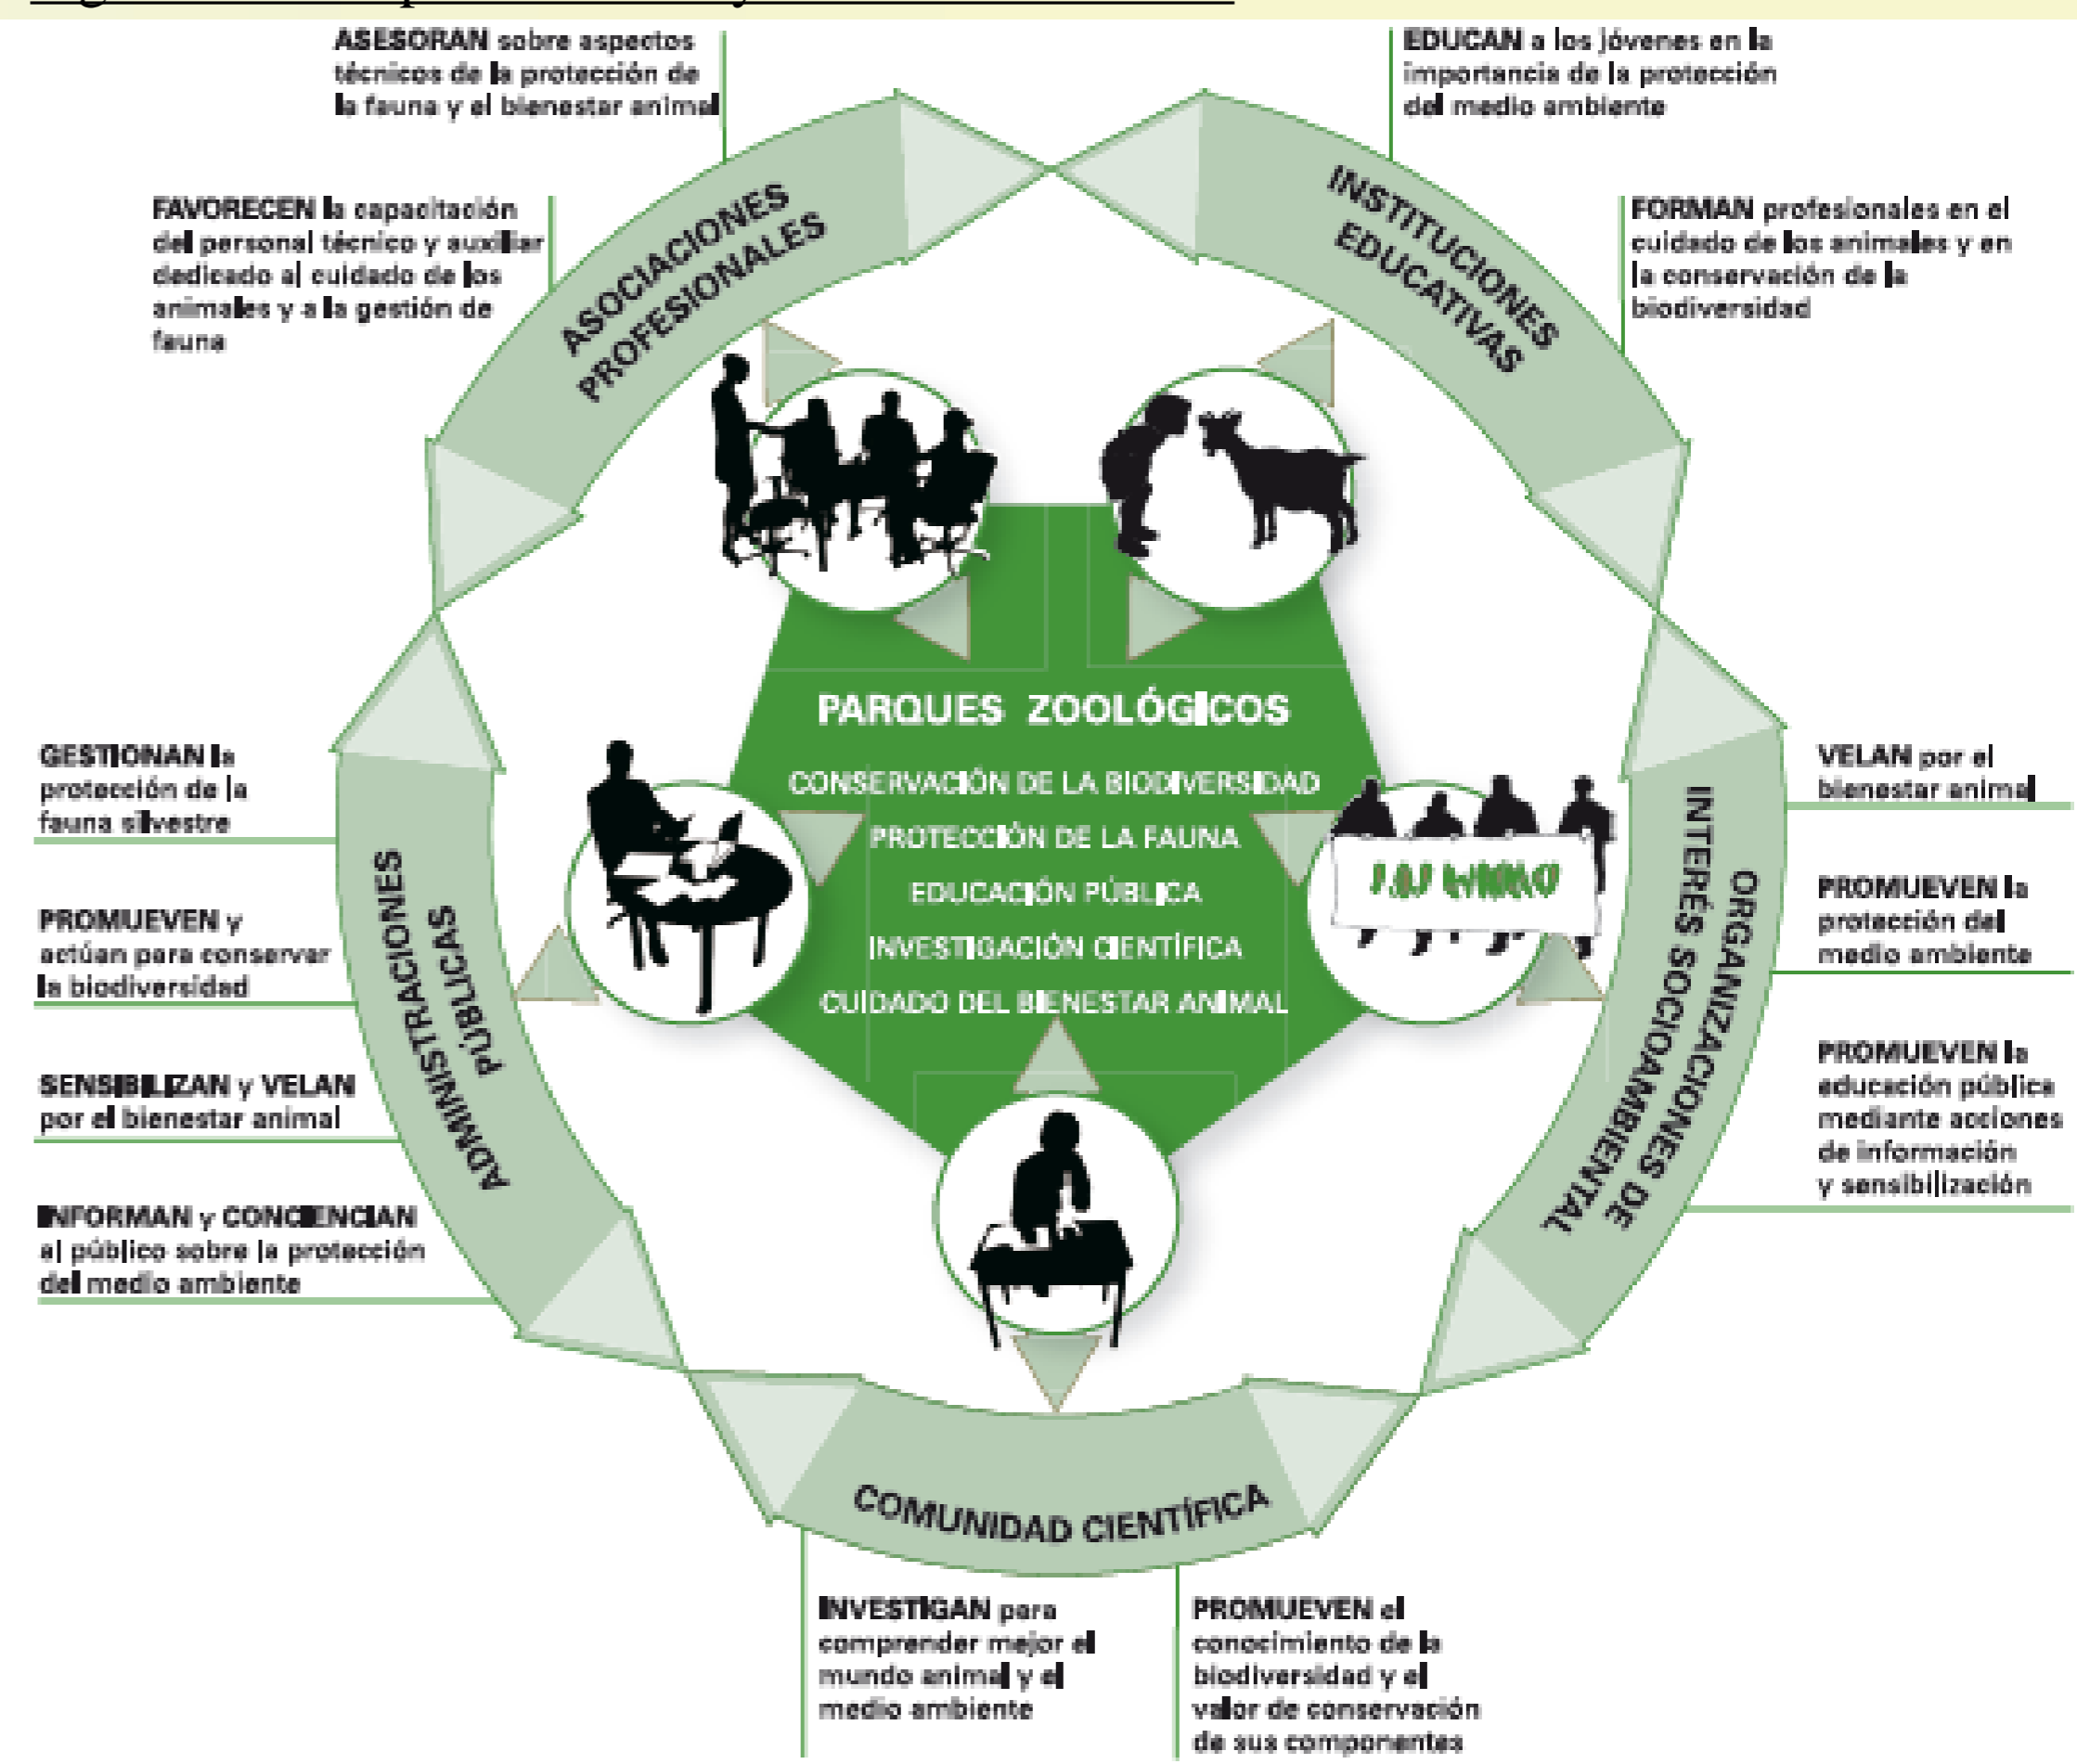 ASESORAN sobre aspectos
técnicos de la protección de
la fauna y el bienestar animal
EDUCAN a los jóvenes en la
importancia de la protección
del medio ambiente
FAVORECEN la capacitación
del personal técnico y auxiliar
dedicado al cuidado de los
animales y a la gestión de
fauna
FORMAN profesionales en el
cuidado de los animales y en
la conservación de la
biodiversidad
ASOCIACIONES
PROFESIONALES
INSTITUCIONES
EDUCATIVAS
PARQUES ZOOLÓGICOS
CONSERVACIÓN DE LA BIODIVERSIDAD
PROTECCIÓN DE LA FAUNA
EDUCACIÓN PÚBLICA
INVESTIGACIÓN CIENTÍFICA
CUIDADO DEL BIENESTAR ANIMAL
GESTIONAN la
protección de la
fauna silvestre
PROMUEVEN y
actúan para conservar
la biodiversidad
SENSIBILIZAN y VELAN
por el bienestar animal
INFORMAN y CONCIENCIAN
al público sobre la protección
del medio ambiente
ADMINISTRACIONES
PÚBLICAS
VELAN por el
bienestar animal
PROMUEVEN la
protección del
medio ambiente
PROMUEVEN la
educación pública
mediante acciones
de información
y sensibilización
ORGANIZACIONES DE
INTERÉS SOCIOAMBIENTAL
COMUNIDAD CIENTÍFICA
INVESTIGAN para
comprender mejor el
mundo animal y el
medio ambiente
PROMUEVEN el
conocimiento de la
biodiversidad y el
valor de conservación
de sus componentes